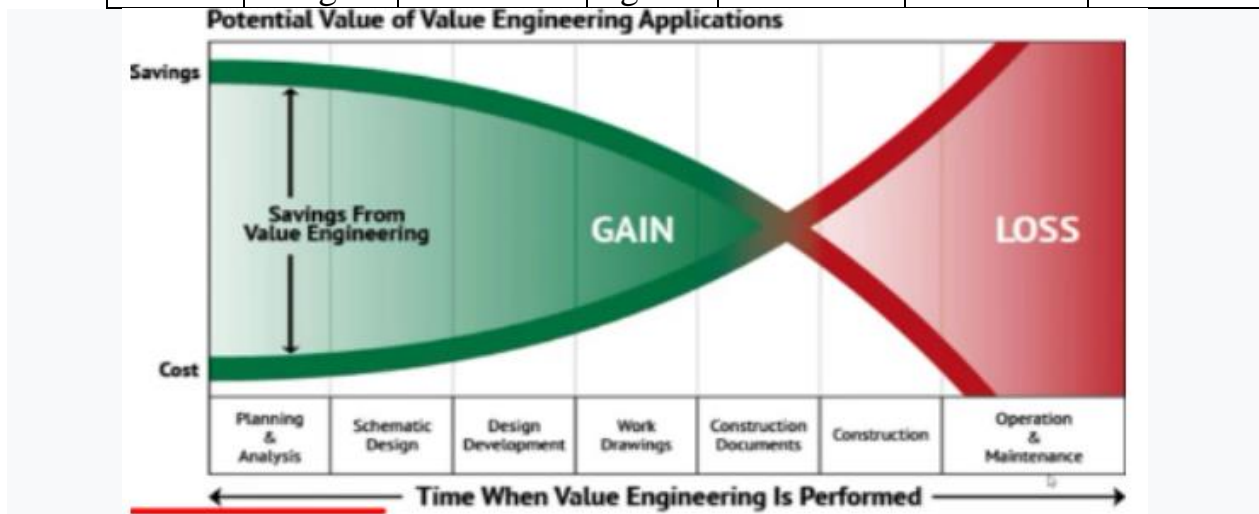 Potential Value of Value Engineering Applications
Savings
Savings From
Value Engineering
GAIN
LOSS
Cost
Planning
&
Analysis
Schematic
Design
Design
Development
Work
Drawings
Construction
Documents
Construction
Operation
&
Maintenance
Time When Value Engineering Is Performed